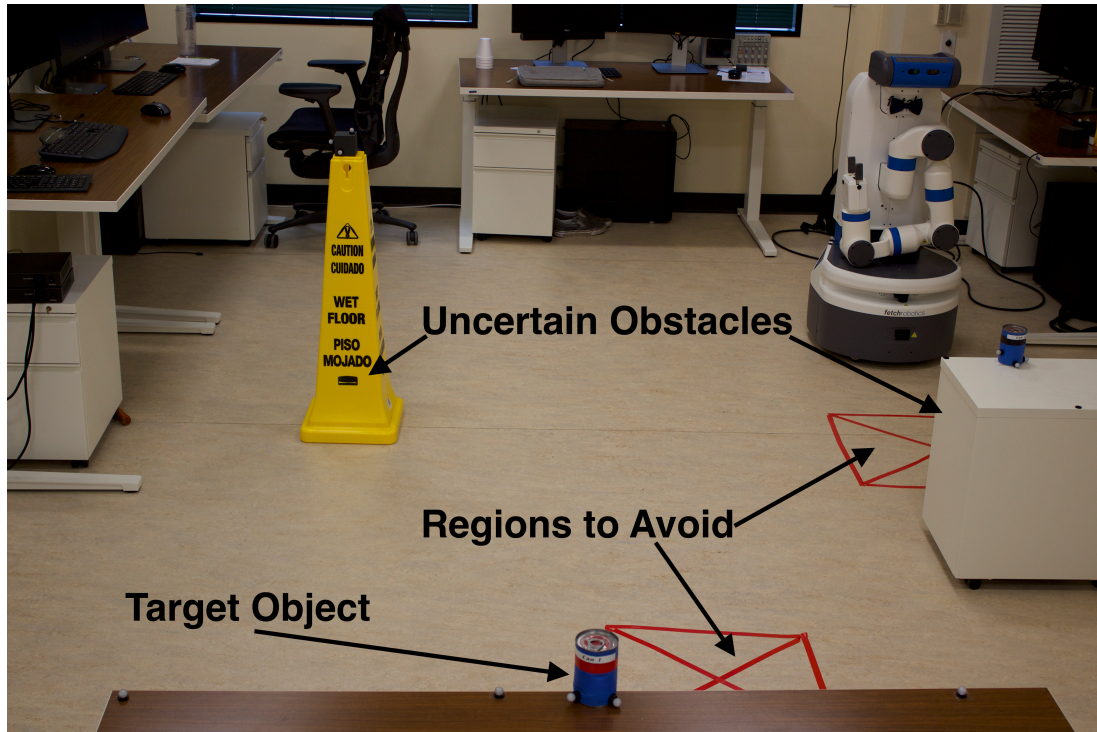 CAUTION
CUIDADO
WET
FLOOR
PISO
MOJADO
Uncertain Obstacles
fetchrobotics
Regions to Avoid
Target Object